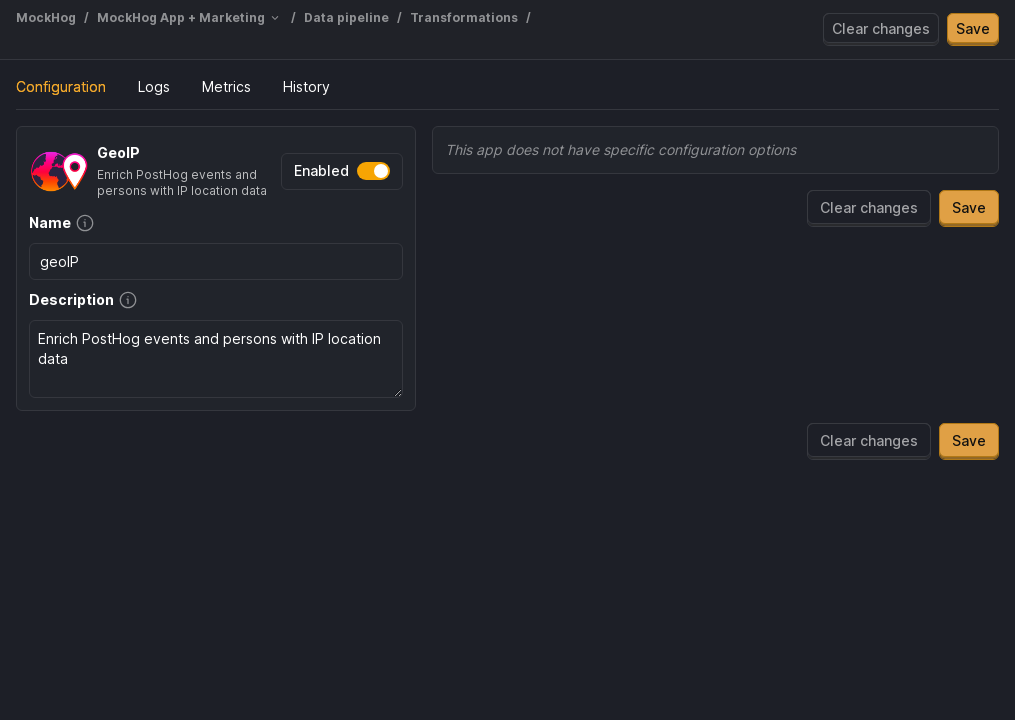 MockHog / MockHog App + Marketing / Data pipeline / Transformations /
Clear changes Save
Configuration Logs Metrics History
GeoIP
Enrich PostHog events and
persons with IP location data
Enabled
Name
geoIP
Description
Enrich PostHog events and persons with IP location
data
This app does not have specific configuration options
Clear changes Save
Clear changes Save